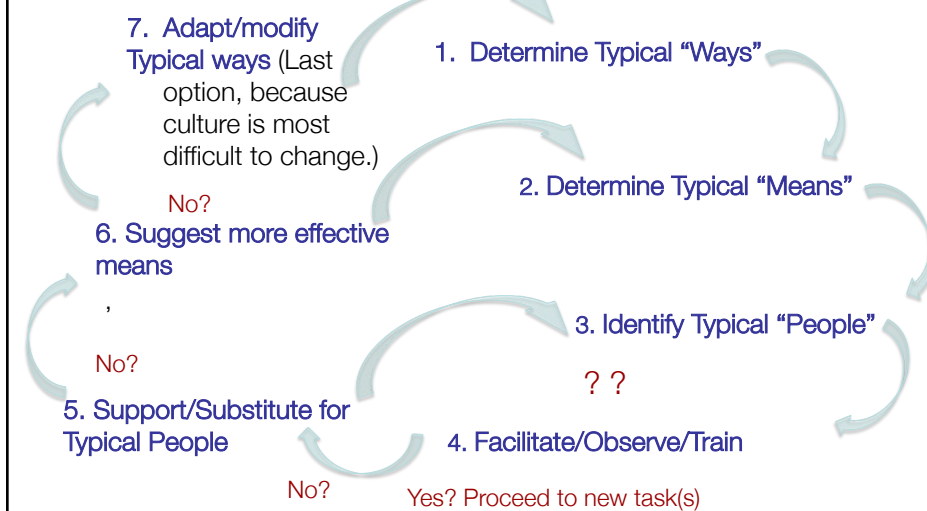 7. Adapt/modify
Typical ways (Last
option, because
culture is most
difficult to change.)
No?
1. Determine Typical “Ways”
2. Determine Typical “Means”
6. Suggest more effective
means
,
No?
3. Identify Typical “People”
? ?
5. Support/Substitute for
Typical People
4. Facilitate/Observe/Train
No?
Yes? Proceed to new task(s)